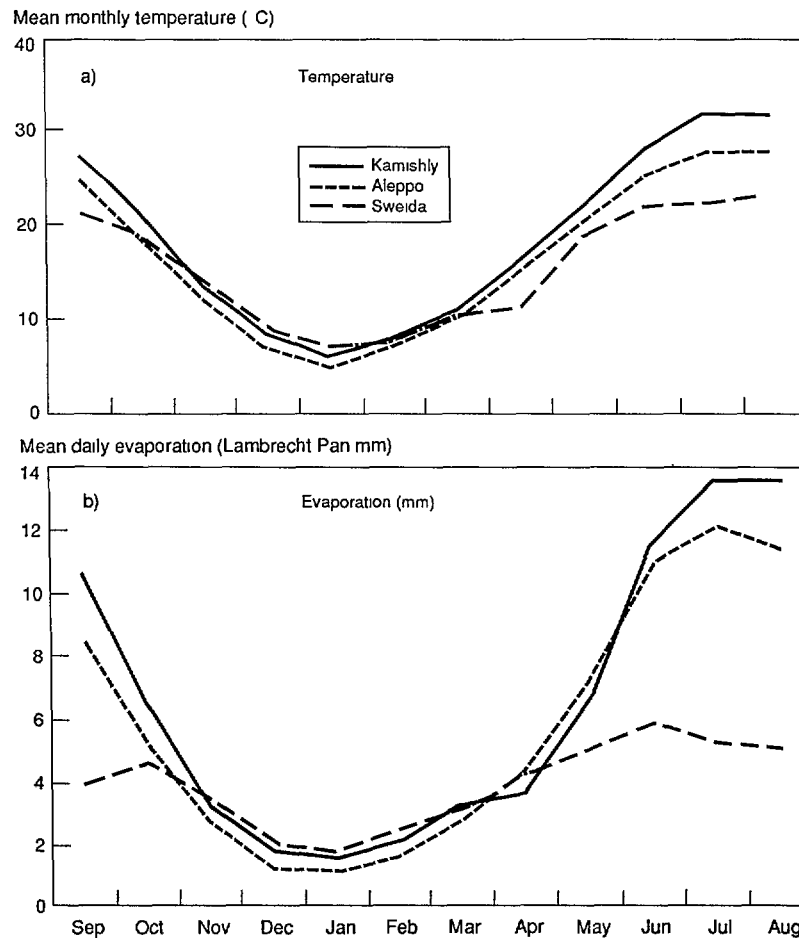 Mean monthly temperature ( C)
40
a) Temperature
30
Kamishly
Aleppo
Sweida
20
10
0
Mean daily evaporation (Lambrecht Pan mm)
14
b) Evaporation (mm)
12
10
8
6
4
2
0
Sep Oct Nov Dec Jan Feb Mar Apr May Jun Jul Aug